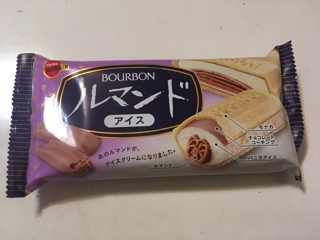 BOURBON
ルマンド
アイス
あのルマンドが、
アイスクリームになりました。
モナカ
チョコレート
コーチング
バニラアイス
ルマンド